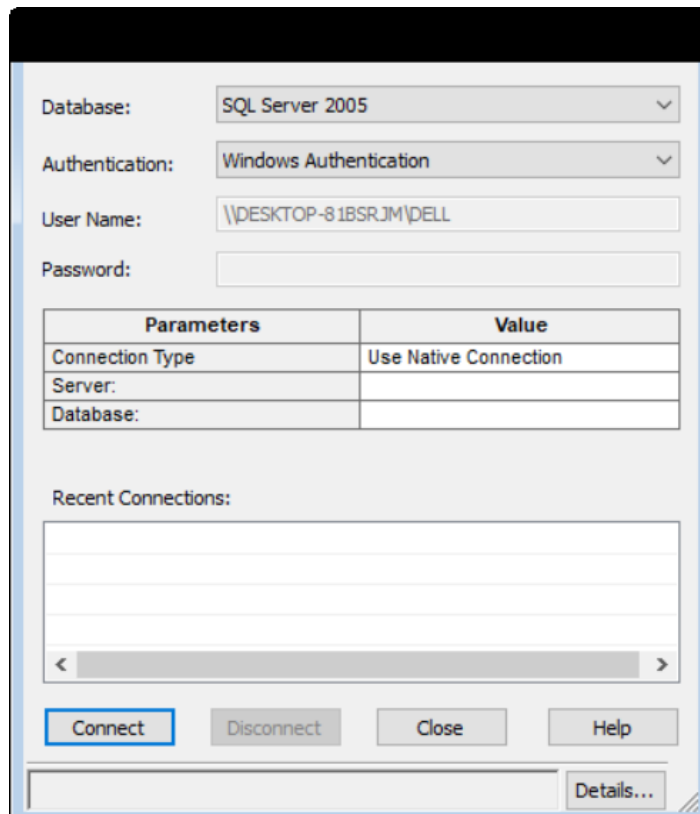 Database: SQL Server 2005
Authentication: Windows Authentication
User Name: \\DESKTOP-81BSRJM\DELL
Password:
Parameters Value
Connection Type Use Native Connection
Server:
Database:
Recent Connections:
Connect Disconnect Close Help
Details...